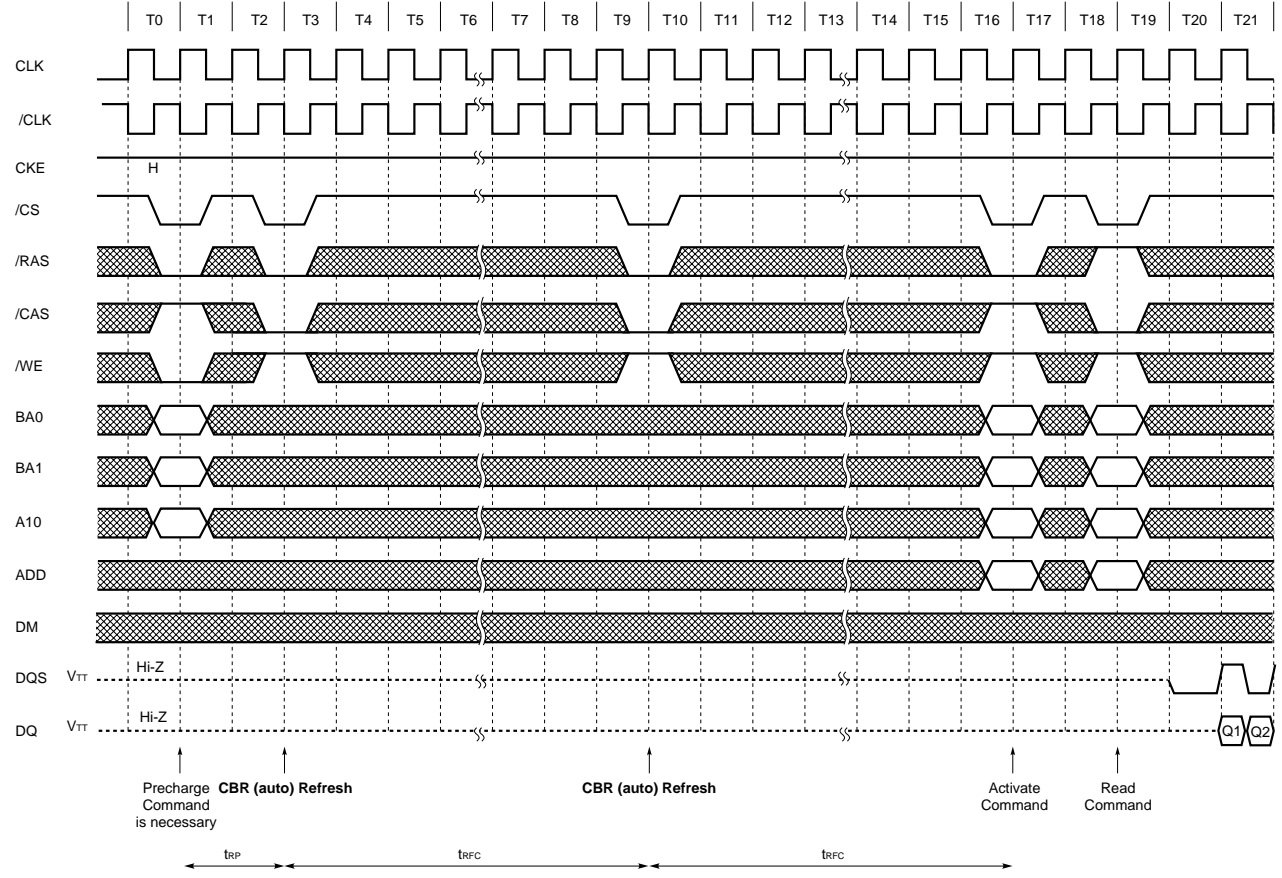 T0 T1 T2 T3 T4 T5 T6 T7 T8 T9 T10 T11 T12 T13 T14 T15 T16 T17 T18 T19 T20 T21
CLK
/CLK
CKE H
/CS
/RAS
/CAS
/WE
BA0
BA1
A10
ADD
DM
DQS VTT Hi-Z
DQ VTT Hi-Z Q1 Q2
Precharge
Command
is necessary
CBR (auto) Refresh
CBR (auto) Refresh
Activate
Command
Read
Command
tRP tRFC tRFC